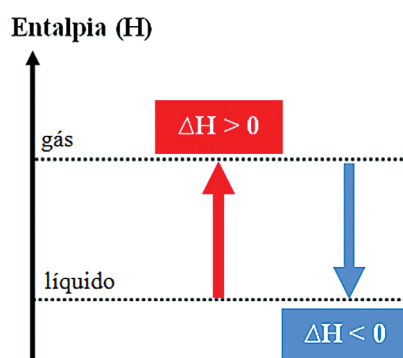 Entalpia (H)
ΔH > 0
gás
líquido
ΔH < 0